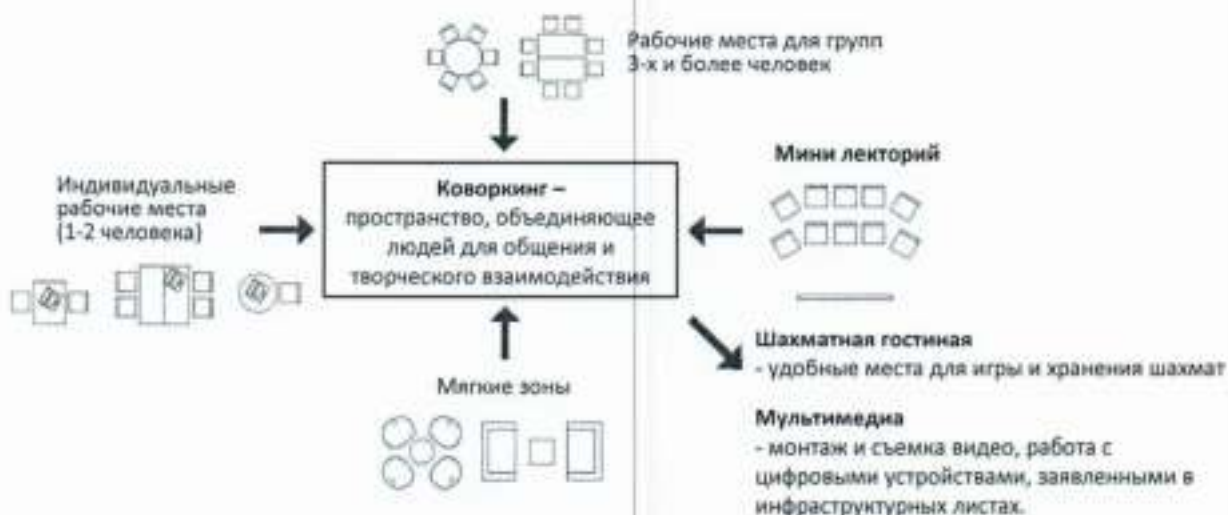 Рабочие места для групп
3-х и более человек
Мини лекторий
Индивидуальные
рабочие места
(1-2 человека)
Коворкинг –
пространство, объединяющее
людей для общения и
творческого взаимодействия
Мягкие зоны
Шахматная гостиная
- удобные места для игры и хранения шахмат
Мультимедиа
- монтаж и съемка видео, работа с
цифровыми устройствами, заявленными в
инфраструктурных листах.